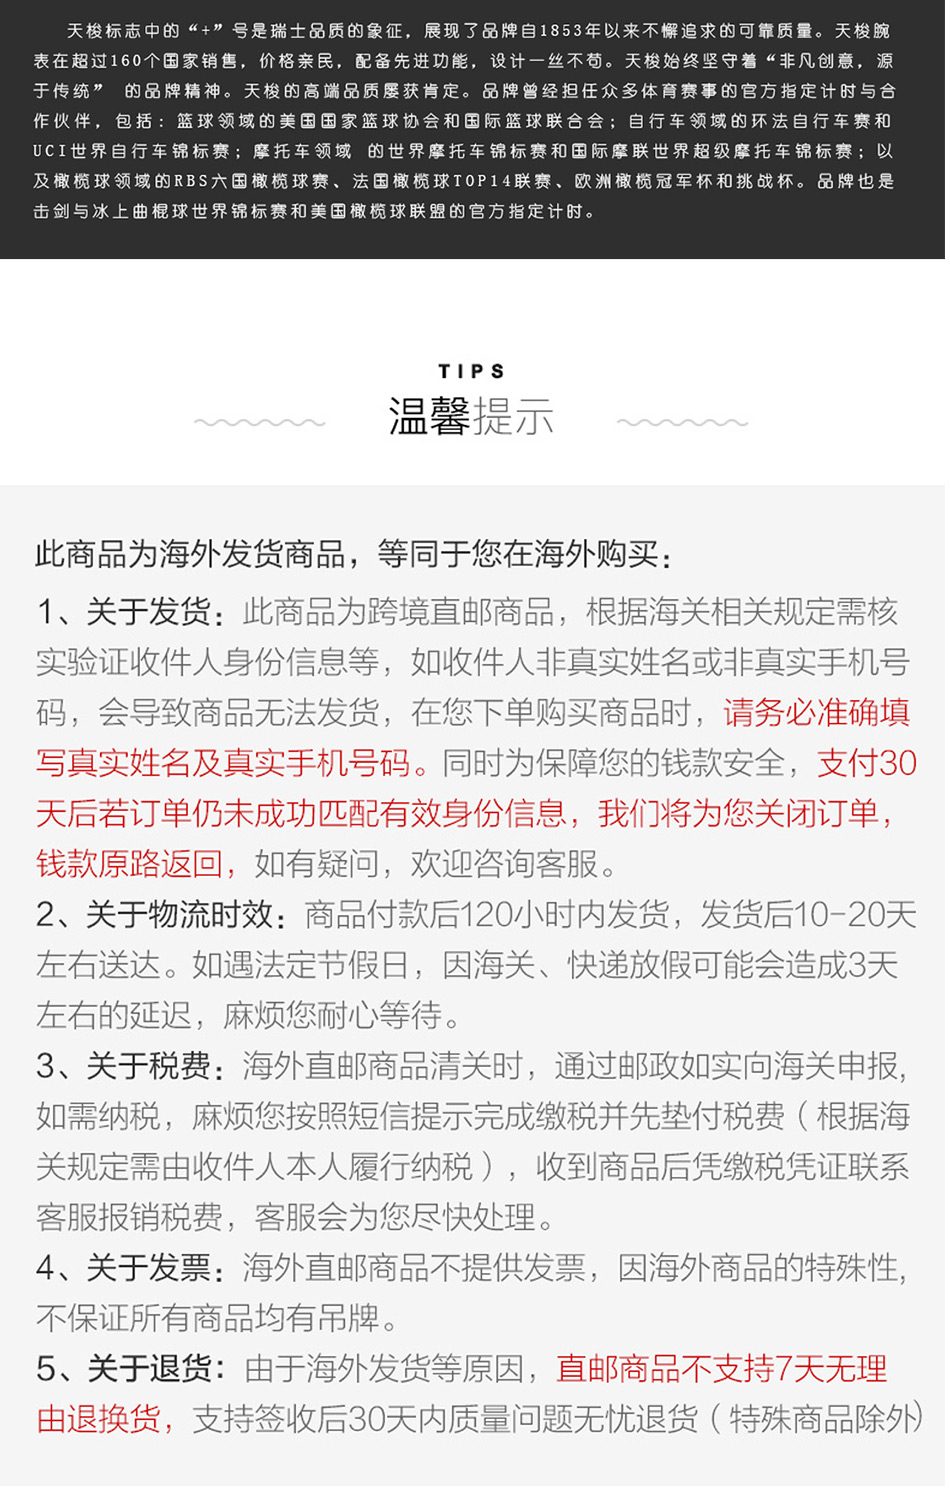 天梭标志中的“+”号是瑞士品质的象征，展现了品牌自1853年以来不懈追求的可靠质量。天梭腕
表在超过160个国家销售，价格亲民，配备先进功能，设计一丝不苟。天梭始终坚守着“非凡创意，源
于传统” 的品牌精神。天梭的高端品质屡获肯定。品牌曾经担任众多体育赛事的官方指定计时与合
作伙伴，包括：篮球领域的美国国家篮球协会和国际篮球联合会；自行车领域的环法自行车赛和
UCI世界自行车锦标赛；摩托车领域 的世界摩托车锦标赛和国际摩联世界超级摩托车锦标赛；以
及橄榄球领域的RBS六国橄榄球赛、法国橄榄球TOP14联赛、欧洲橄榄冠军杯和挑战杯。品牌也是
击剑与冰上曲棍球世界锦标赛和美国橄榄球联盟的官方指定计时。
TIPS
温馨提示
此商品为海外发货商品，等同于您在海外购买：
1、关于发货：此商品为跨境直邮商品，根据海关相关规定需核
实验证收件人身份信息等，如收件人非真实姓名或非真实手机号
码，会导致商品无法发货，在您下单购买商品时，请务必准确填
写真实姓名及真实手机号码。同时为保障您的钱款安全，支付30
天后若订单仍未成功匹配有效身份信息，我们将为您关闭订单，
钱款原路返回，如有疑问，欢迎咨询客服。
2、关于物流时效：商品付款后120小时内发货，发货后10-20天
左右送达。如遇法定节假日，因海关、快递放假可能会造成3天
左右的延迟，麻烦您耐心等待。
3、关于税费：海外直邮商品清关时，通过邮政如实向海关申报，
如需纳税，麻烦您按照短信提示完成缴税并先垫付税费（根据海
关规定需由收件人本人履行纳税），收到商品后凭缴税凭证联系
客服报销税费，客服会为您尽快处理。
4、关于发票：海外直邮商品不提供发票，因海外商品的特殊性，
不保证所有商品均有吊牌。
5、关于退货：由于海外发货等原因，直邮商品不支持7天无理
由退换货，支持签收后30天内质量问题无忧退货（特殊商品除外）